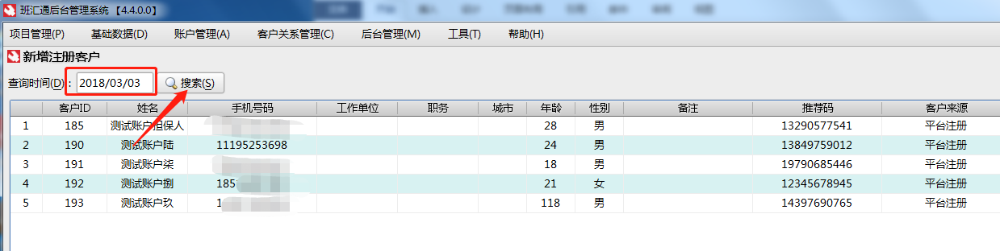 班汇通后台管理系统 【4.4.0.0】
项目管理(P) 基础数据(D) 账户管理(A) 客户关系管理(C) 后台管理(M) 工具(T) 帮助(H)
新增注册客户
查询时间(D): 2018/03/03 搜索(S)
客户ID 姓名 手机号码 工作单位 职务 城市 年龄 性别 备注 推荐码 客户来源
1 185 测试账户担保人 28 男 13290577541 平台注册
2 190 测试账户陆 11195253698 24 男 13849759012 平台注册
3 191 测试账户柒 18 男 19790685446 平台注册
4 192 测试账户捌 185 21 女 12345678945 平台注册
5 193 测试账户玖 1 118 男 14397690765 平台注册